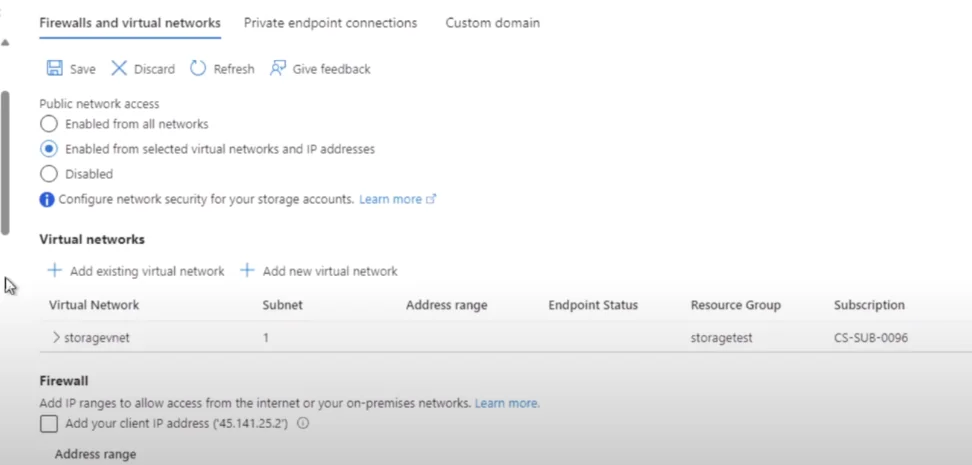 Firewalls and virtual networks Private endpoint connections Custom domain
Save Discard Refresh Give feedback
Public network access
Enabled from all networks
Enabled from selected virtual networks and IP addresses
Disabled
Configure network security for your storage accounts. Learn more
Virtual networks
Add existing virtual network Add new virtual network
Virtual Network Subnet Address range Endpoint Status Resource Group Subscription
storagevnet 1 storagetest CS-SUB-0096
Firewall
Add IP ranges to allow access from the internet or your on-premises networks. Learn more.
Add your client IP address ('45.141.25.2')
Address range